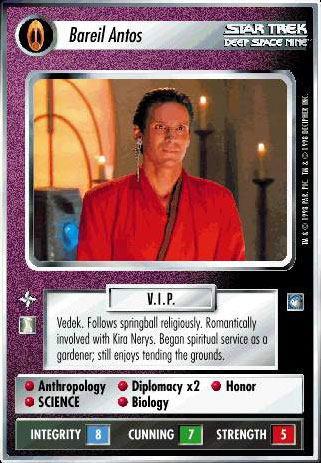 Bareil Antos
STAR TREK
DEEP SPACE NINE
TM & © 1998 PAR. PIC. TM & © 1998 DECIPHER INC.
V.I.P.
Vedek. Follows springball religiously. Romantically
involved with Kira Nerys. Began spiritual service as a
gardener; still enjoys tending the grounds.
Anthropology Diplomacy x2 Honor
SCIENCE Biology
INTEGRITY 8 CUNNING 7 STRENGTH 5